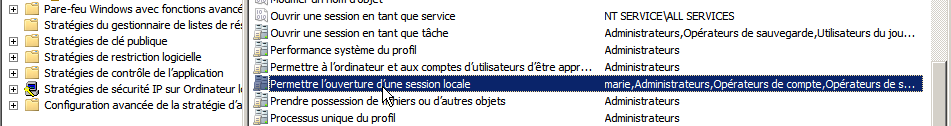 Pare-feu Windows avec fonctions avancé
Stratégies du gestionnaire de listes de rés
Stratégies de clé publique
Stratégies de restriction logicielle
Stratégies de contrôle de l'application
Stratégies de sécurité IP sur Ordinateur lo
Configuration avancée de la stratégie d'a
Modifier un nom d'objet
Ouvrir une session en tant que service NT SERVICE\ALL SERVICES
Ouvrir une session en tant que tâche Administrateurs,Opérateurs de sauvegarde,Utilisateurs du jou...
Performance système du profil Administrateurs
Permettre à l'ordinateur et aux comptes d'utilisateurs d'être appr... Administrateurs
Permettre l'ouverture d'une session locale marie,Administrateurs,Opérateurs de compte,Opérateurs de s...
Prendre possession de fichiers ou d'autres objets Administrateurs
Processus unique du profil Administrateurs